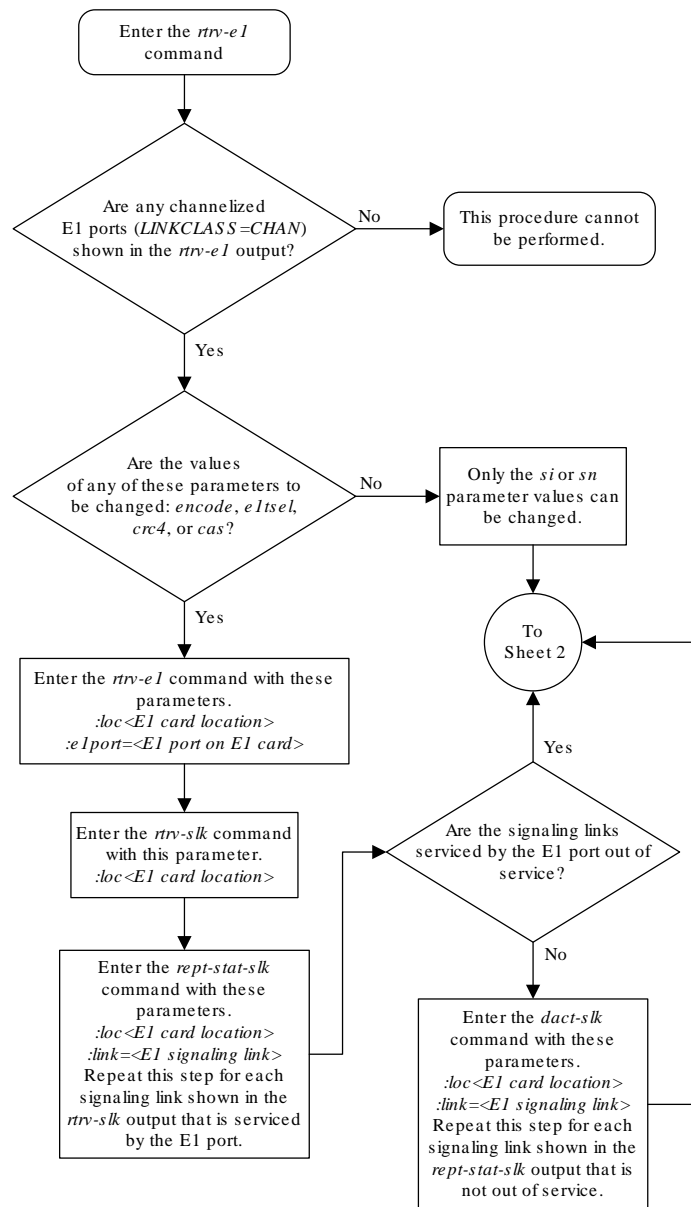 Enter the rtrv-e1
command
Are any channelized
E1 ports (LINKCLASS=CHAN)
shown in the rtrv-e1 output?
No
This procedure cannot
be performed.
Yes
Are the values
of any of these parameters to
be changed: encode, e1tsel,
crc4, or cas?
No
Only the si or sn
parameter values can
be changed.
Yes
To
Sheet 2
Enter the rtrv-e1 command with these
parameters.
:loc<E1 card location>
:e1port=<E1 port on E1 card>
Yes
Enter the rtrv-slk command
with this parameter.
:loc<E1 card location>
Are the signaling links
serviced by the E1 port out of
service?
No
Enter the rept-stat-slk
command with these
parameters.
:loc<E1 card location>
:link=<E1 signaling link>
Repeat this step for each
signaling link shown in the
rtrv-slk output that is serviced
by the E1 port.
Enter the dact-slk
command with these
parameters.
:loc<E1 card location>
:link=<E1 signaling link>
Repeat this step for each
signaling link shown in the
rept-stat-slk output that is
not out of service.